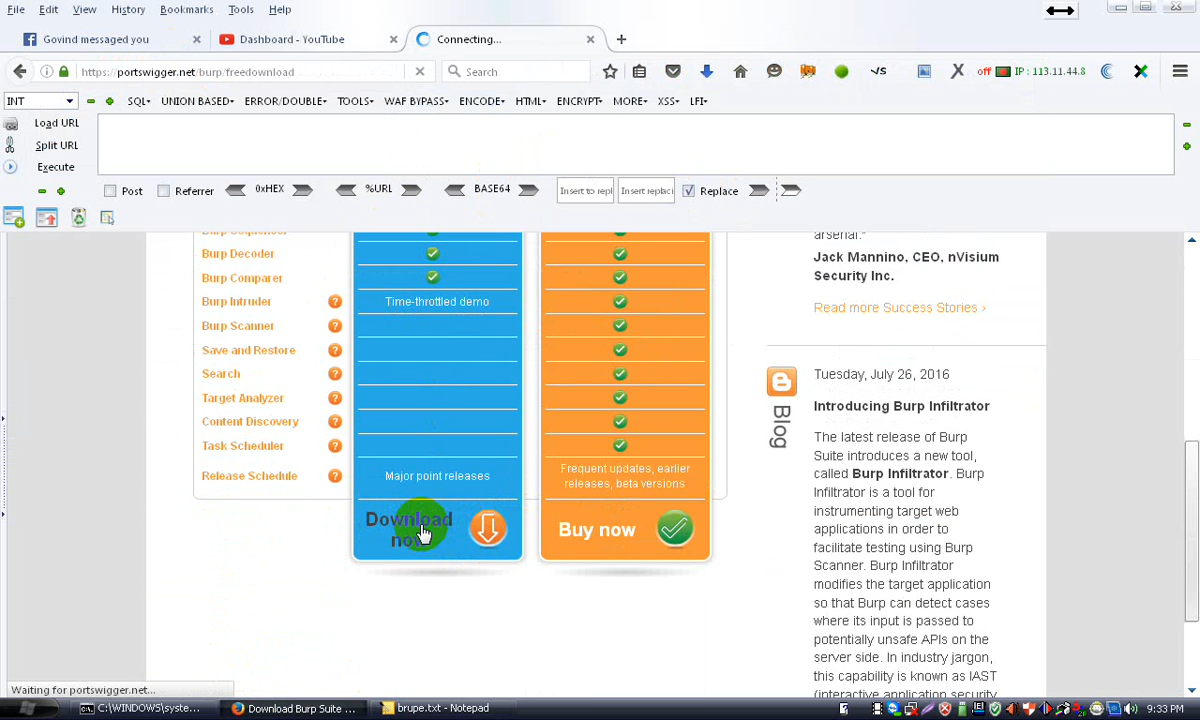 File Edit View History Bookmarks Tools Help
Govind messaged you
Dashboard - YouTube
Connecting...
https://portswigger.net/burp/freedownload
Search
off IP : 113.11.44.8
INT SQL- UNION BASED- ERROR/DOUBLE- TOOLS- WAF BYPASS- ENCODE- HTML- ENCRYPT- MORE- XSS- LFI-
Load URL
Split URL
Execute
Post Referrer 0xHEX %URL BASE64 Insert to repl Insert replaci Replace
Burp Decoder
Burp Comparer
Burp Intruder ? Time-throttled demo
Burp Scanner ?
Save and Restore ?
Search ?
Target Analyzer ?
Content Discovery ?
Task Scheduler ?
Release Schedule ? Major point releases
Frequent updates, earlier
releases, beta versions
Download
now
Buy now
arsenal."
Jack Mannino, CEO, nVisium
Security Inc.
Read more Success Stories ›
Blog
Tuesday, July 26, 2016
Introducing Burp Infiltrator
The latest release of Burp
Suite introduces a new tool,
called Burp Infiltrator. Burp
Infiltrator is a tool for
instrumenting target web
applications in order to
facilitate testing using Burp
Scanner. Burp Infiltrator
modifies the target application
so that Burp can detect cases
where its input is passed to
potentially unsafe APIs on the
server side. In industry jargon,
this capability is known as IAST
(interactive application security
Waiting for portswigger.net...
C:\WINDOWS\syste...
Download Burp Suite ...
brupe.txt - Notepad
9:33 PM